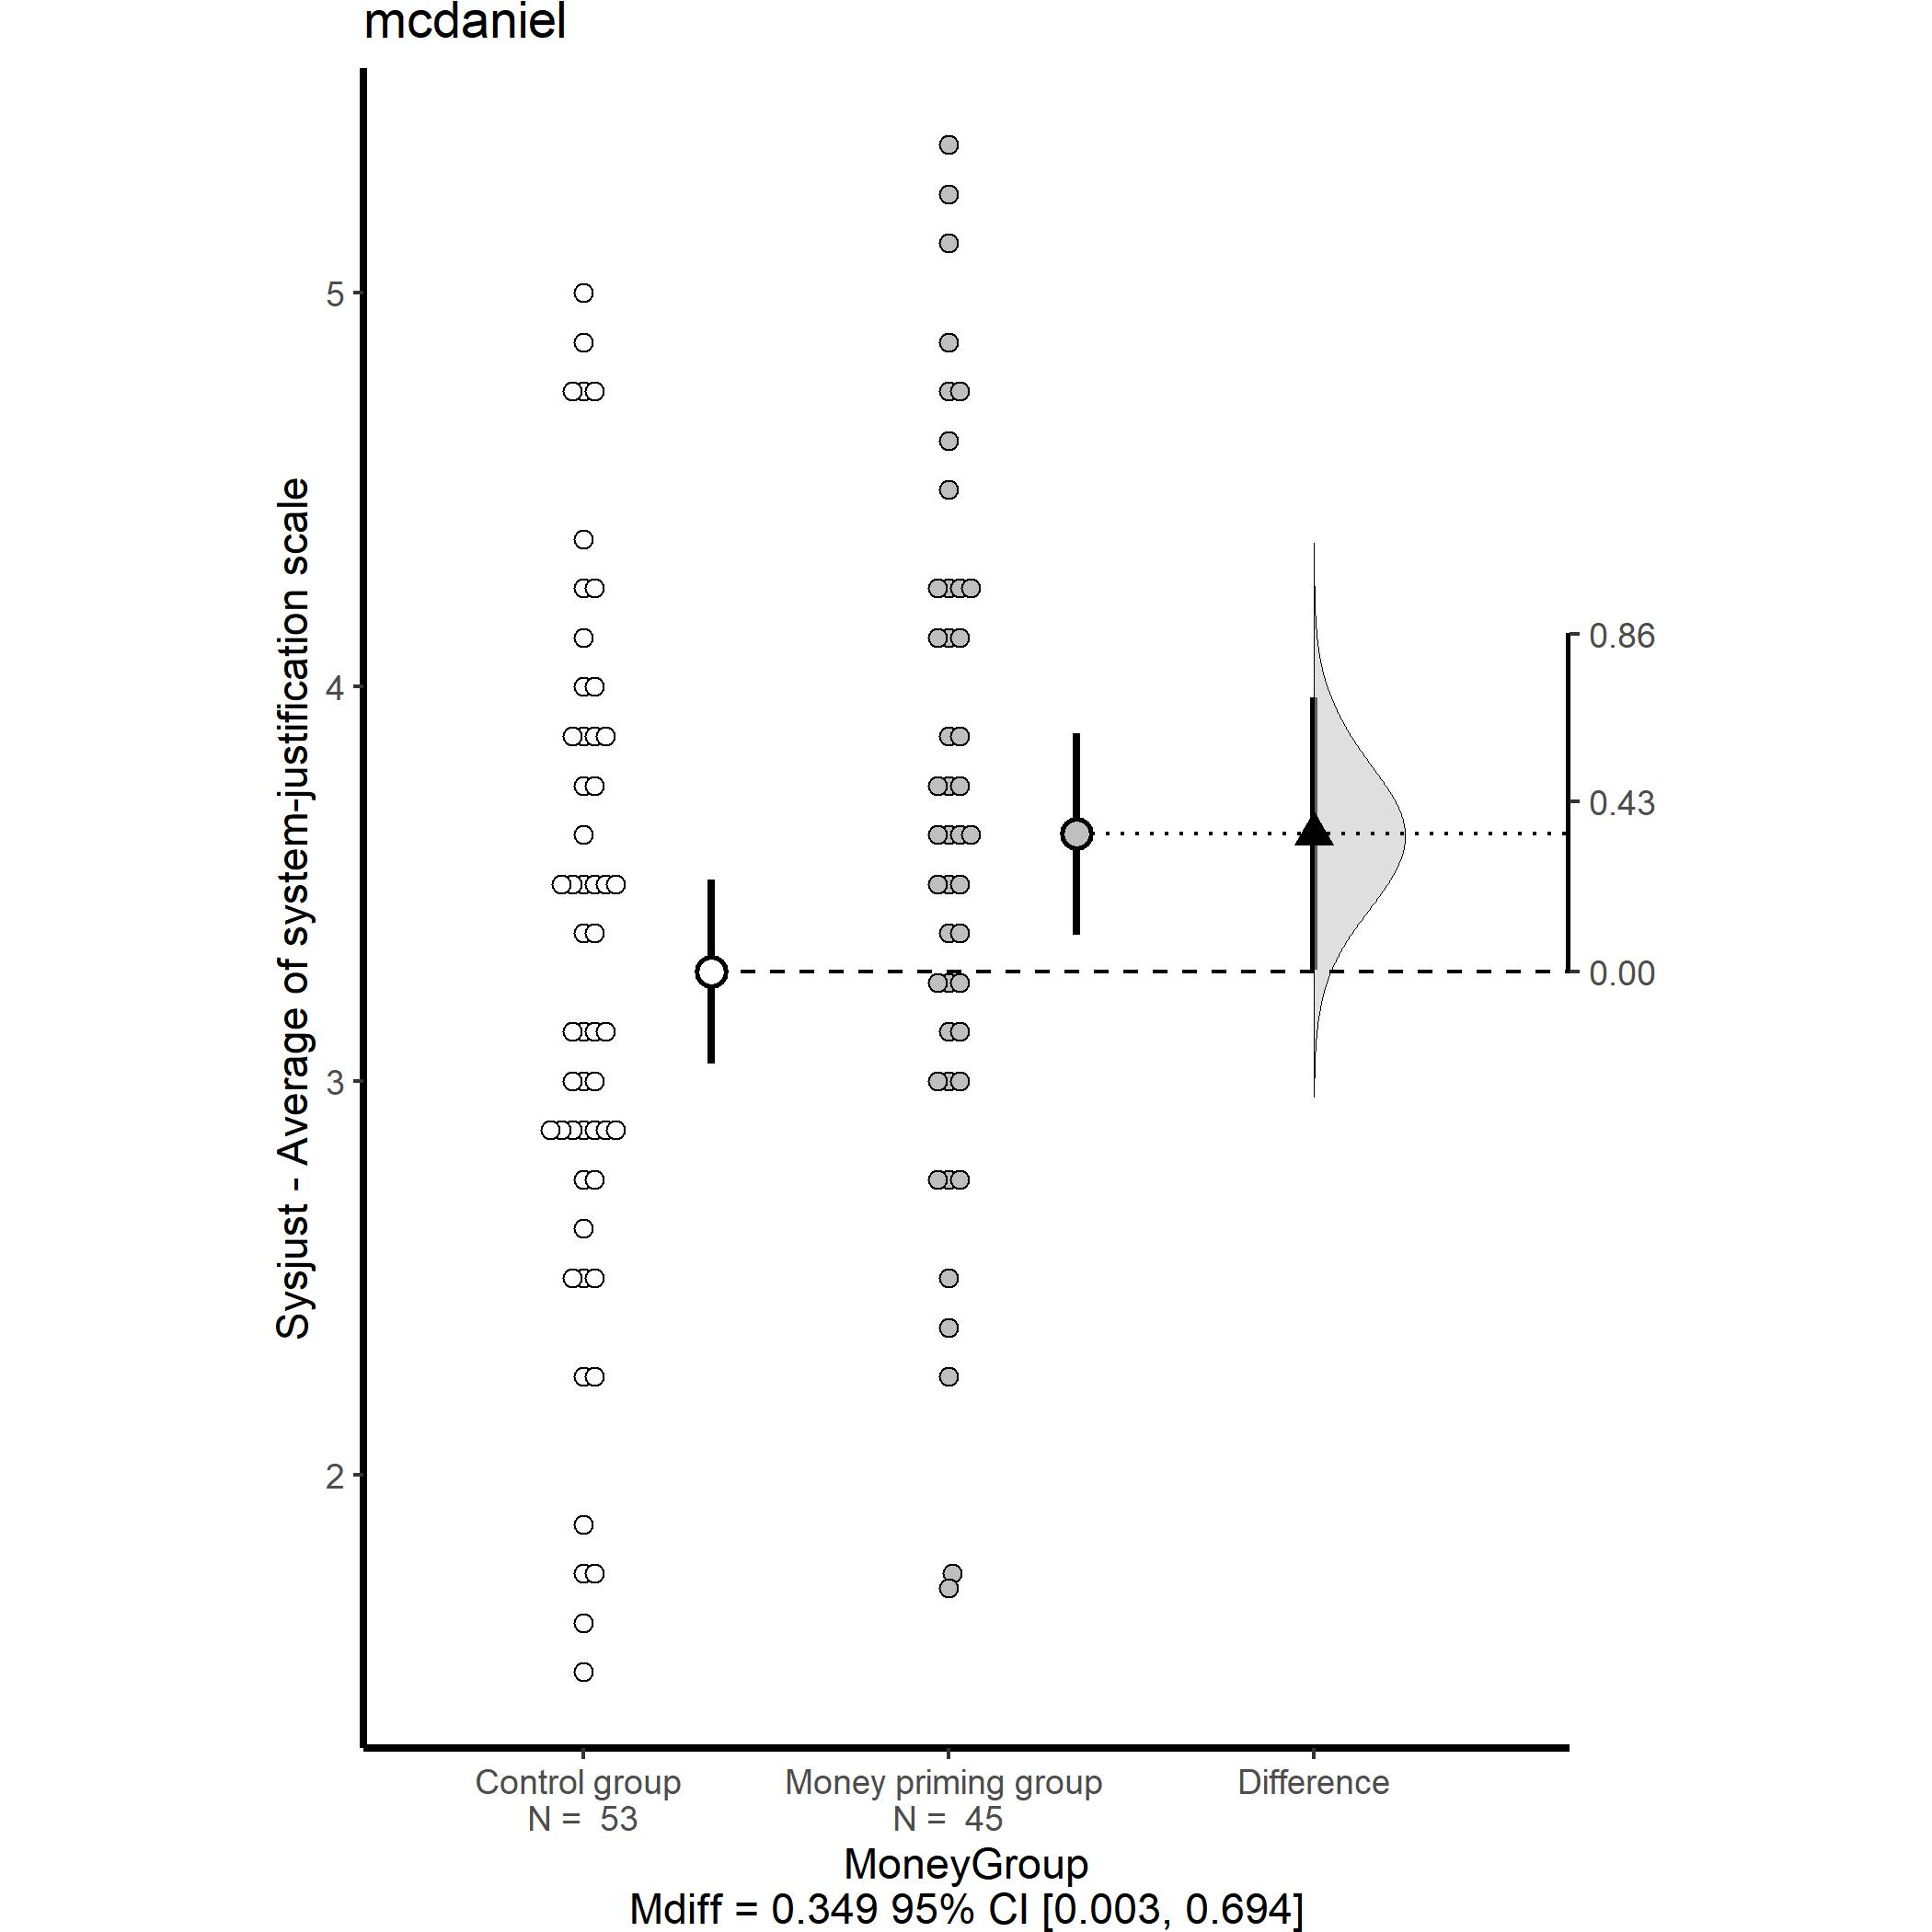 mcdaniel
Sysjust - Average of system-justification scale
5
4
3
2
0.86
0.43
0.00
Control group
N =  53
Money priming group
N =  45
Difference
MoneyGroup
Mdiff = 0.349 95% CI [0.003, 0.694]